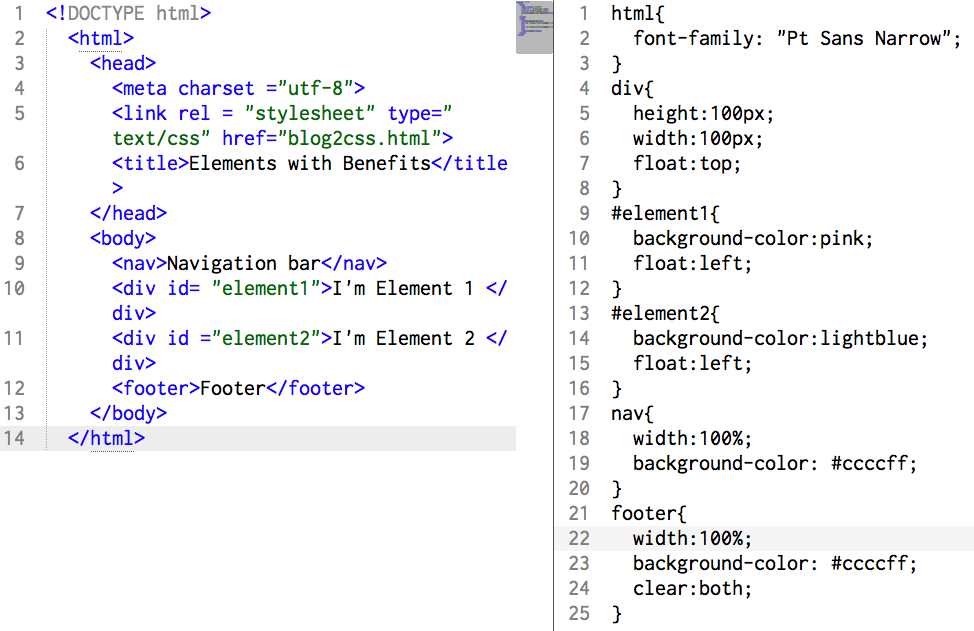 1 <!DOCTYPE html>
2 <html>
3 <head>
4 <meta charset ="utf-8">
5 <link rel = "stylesheet" type="
text/css" href="blog2css.html">
6 <title>Elements with Benefits</title
>
7 </head>
8 <body>
9 <nav>Navigation bar</nav>
10 <div id= "element1">I'm Element 1 </
div>
11 <div id ="element2">I'm Element 2 </
div>
12 <footer>Footer</footer>
13 </body>
14 </html>
1 html{
2 font-family: "Pt Sans Narrow";
3 }
4 div{
5 height:100px;
6 width:100px;
7 float:top;
8 }
9 #element1{
10 background-color:pink;
11 float:left;
12 }
13 #element2{
14 background-color:lightblue;
15 float:left;
16 }
17 nav{
18 width:100%;
19 background-color: #ccccff;
20 }
21 footer{
22 width:100%;
23 background-color: #ccccff;
24 clear:both;
25 }